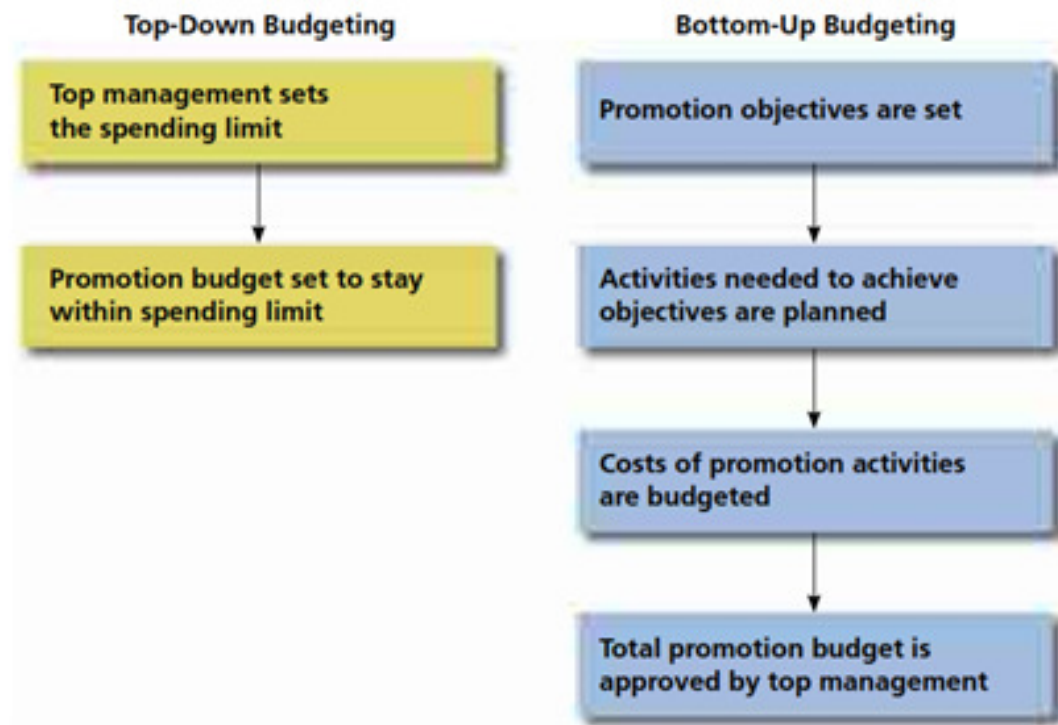 Top-Down Budgeting
Top management sets
the spending limit
Promotion budget set to stay
within spending limit
Bottom-Up Budgeting
Promotion objectives are set
Activities needed to achieve
objectives are planned
Costs of promotion activities
are budgeted
Total promotion budget is
approved by top management